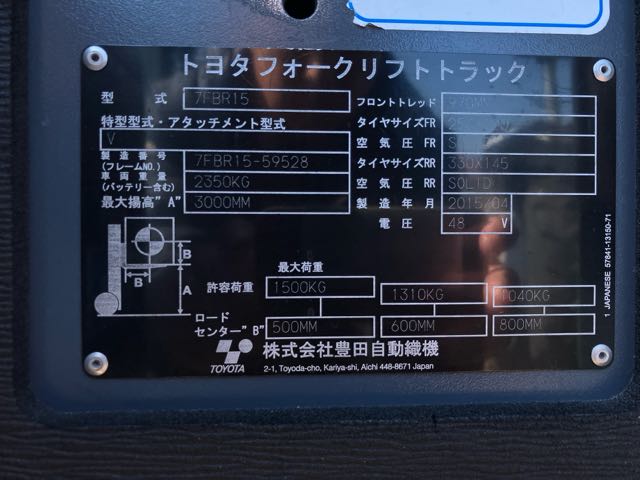 トヨタフォークリフトトラック
型 式 7FBR15
特型型式・アタッチメント型式
V
製造番号
(フレームNO.) 7FBR15-59528
車両重量
(バッテリー含む) 2350KG
最大揚高"A" 3000MM
フロントトレッド 970MM
タイヤサイズFR
空気圧FR
タイヤサイズRR 330X145
空気圧RR SOLID
製造年月 2015/04
電圧 48 V
B
B
A
最大荷重
許容荷重 1500KG 1310KG 1040KG
ロード
センター"B" 500MM 600MM 800MM
TOYOTA
株式会社豊田自動織機
2-1, Toyoda-cho, Kariya-shi, Aichi 448-8671 Japan
1 JAPANESE 57841-13150-71